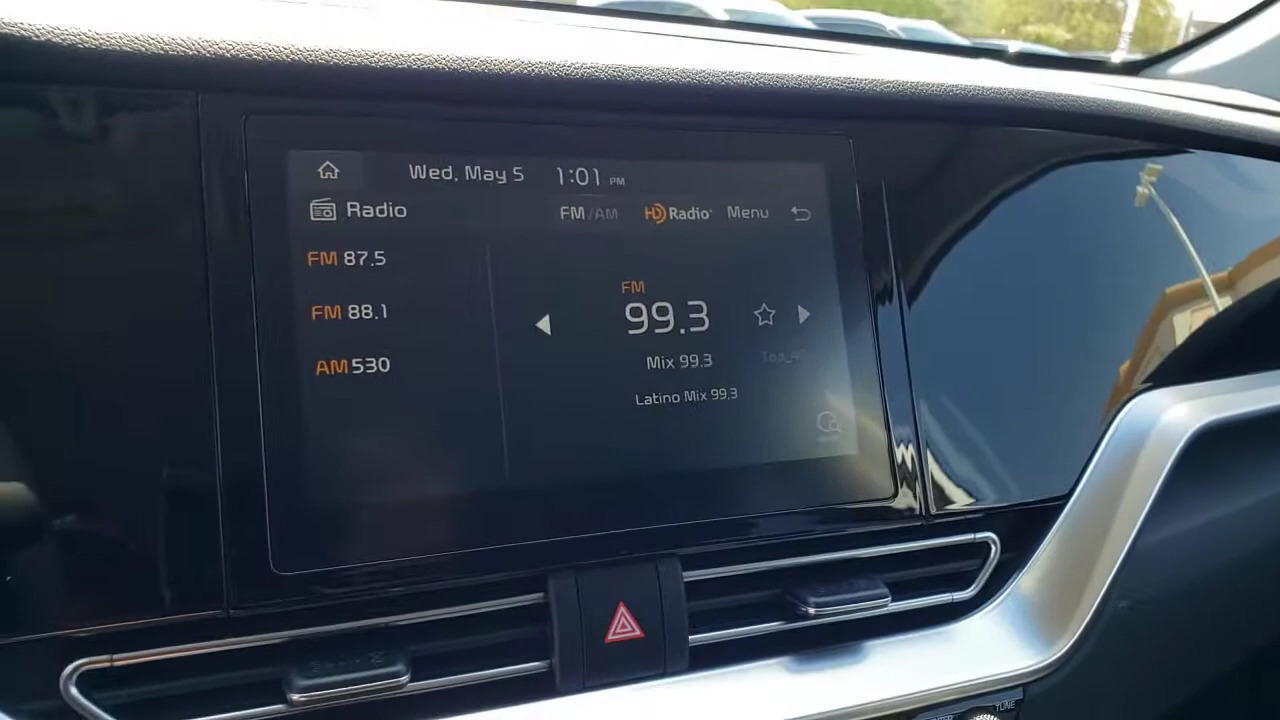 Wed, May 5 1:01 PM
Radio FM/AM HD Radio Menu
FM 87.5
FM 88.1
AM 530
FM
99.3
Mix 99.3
Latino Mix 99.3
TUNE